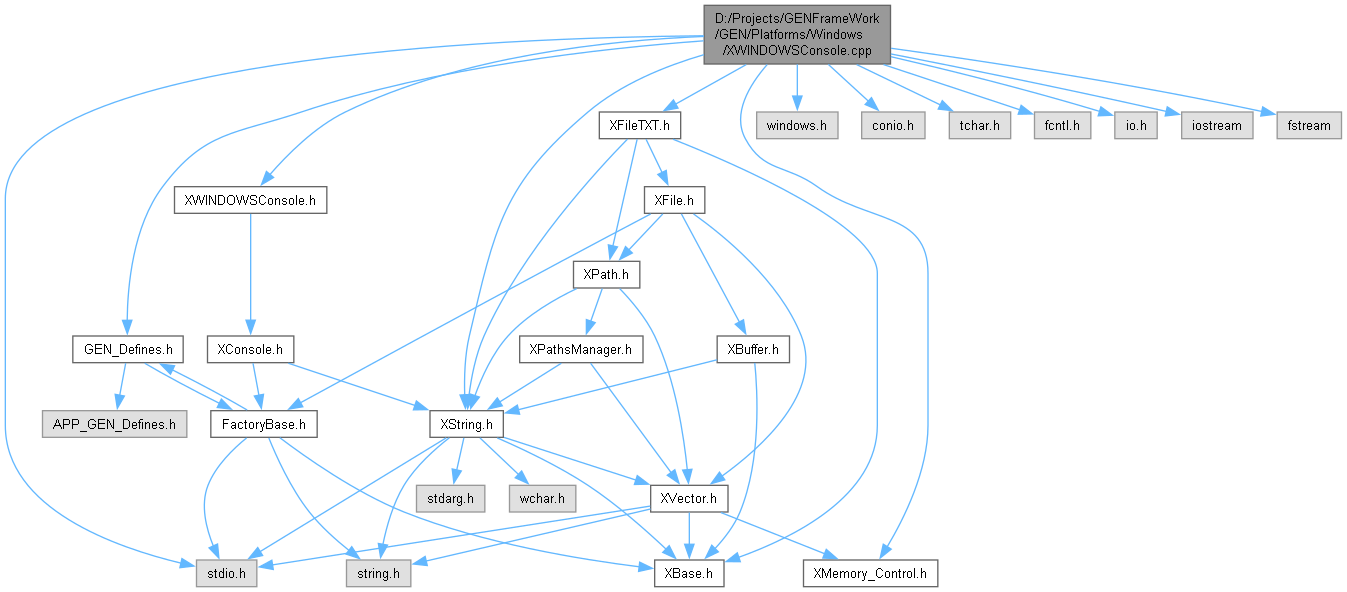 D:/Projects/GENFrameWork
/GEN/Platforms/Windows
/XWINDOWSConsole.cpp
XFileTXT.h
windows.h
conio.h
tchar.h
fcntl.h
io.h
iostream
fstream
XWINDOWSConsole.h
XFile.h
XPath.h
GEN_Defines.h
XConsole.h
XPathsManager.h
XBuffer.h
APP_GEN_Defines.h
FactoryBase.h
XString.h
stdarg.h
wchar.h
XVector.h
stdio.h
string.h
XBase.h
XMemory_Control.h